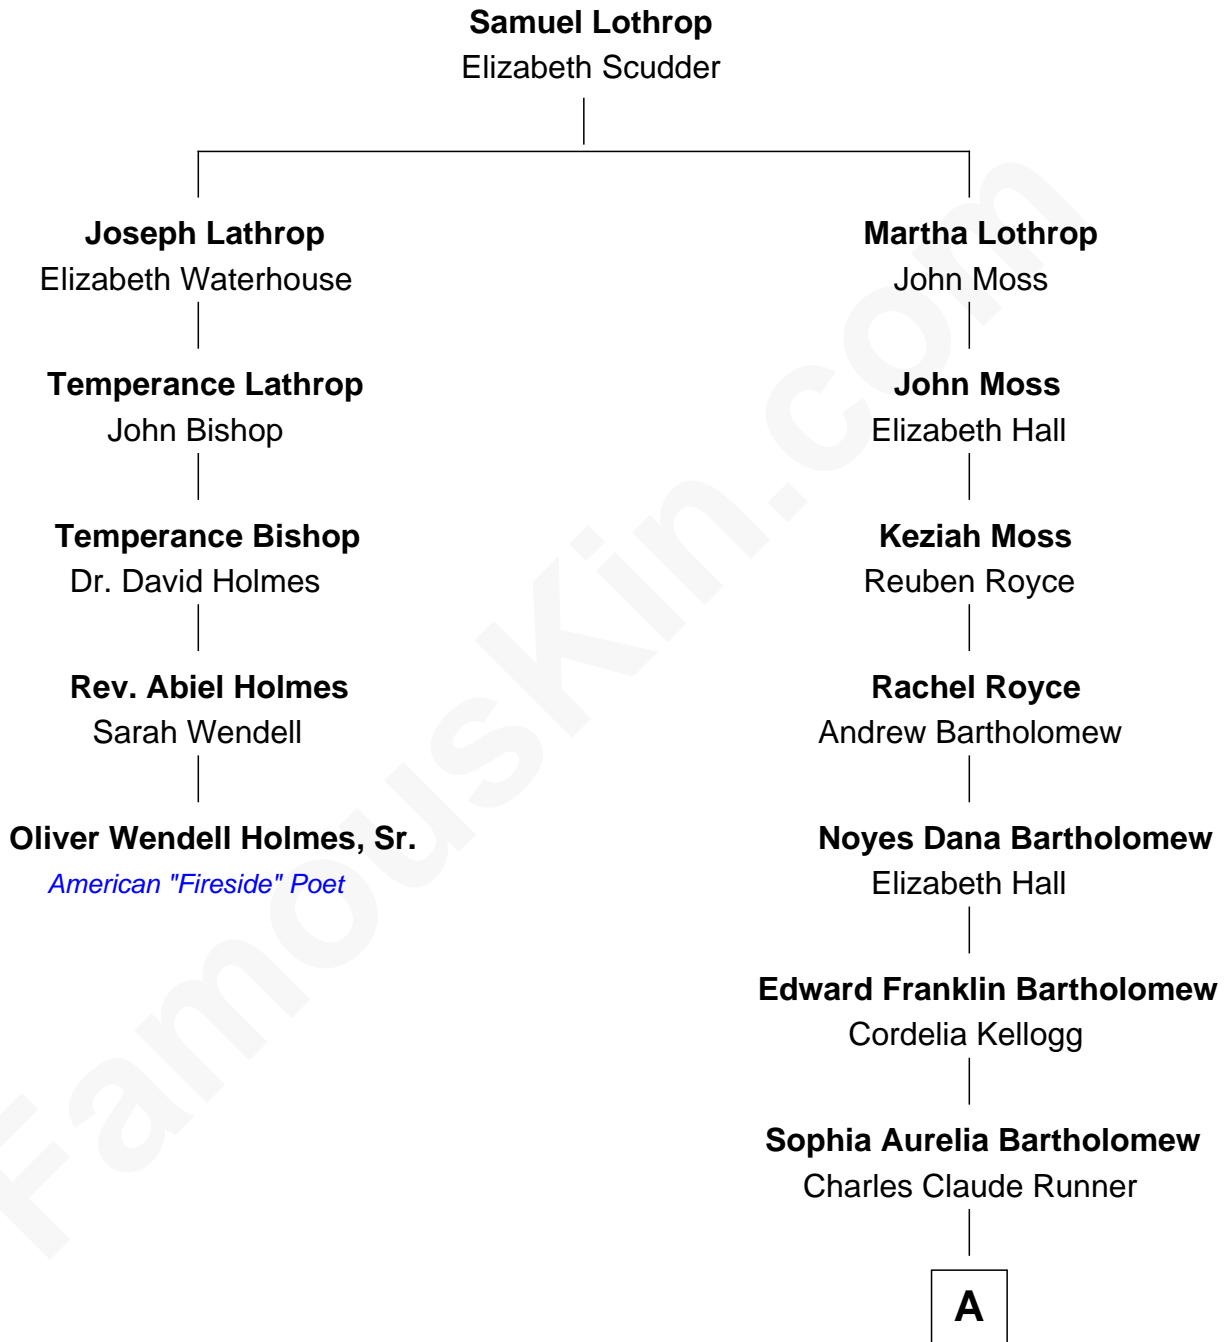 Samuel Lothrop
Elizabeth Scudder
Joseph Lathrop
Elizabeth Waterhouse
Temperance Lathrop
John Bishop
Temperance Bishop
Dr. David Holmes
Rev. Abiel Holmes
Sarah Wendell
Oliver Wendell Holmes, Sr.
American "Fireside" Poet
Martha Lothrop
John Moss
John Moss
Elizabeth Hall
Keziah Moss
Reuben Royce
Rachel Royce
Andrew Bartholomew
Noyes Dana Bartholomew
Elizabeth Hall
Edward Franklin Bartholomew
Cordelia Kellogg
Sophia Aurelia Bartholomew
Charles Claude Runner
A
FamousKin.com